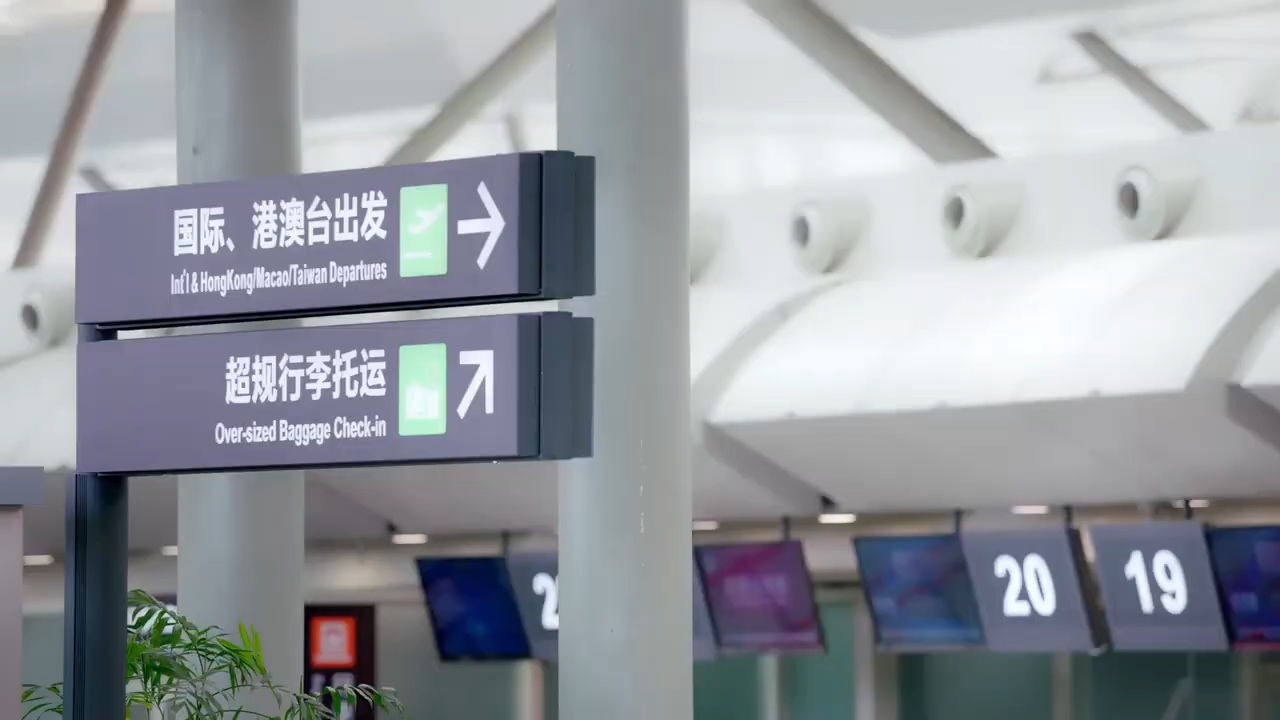 国际、港澳台出发
Int'l & HongKong/Macao/Taiwan Departures
超规行李托运
Over-sized Baggage Check-in
20
19